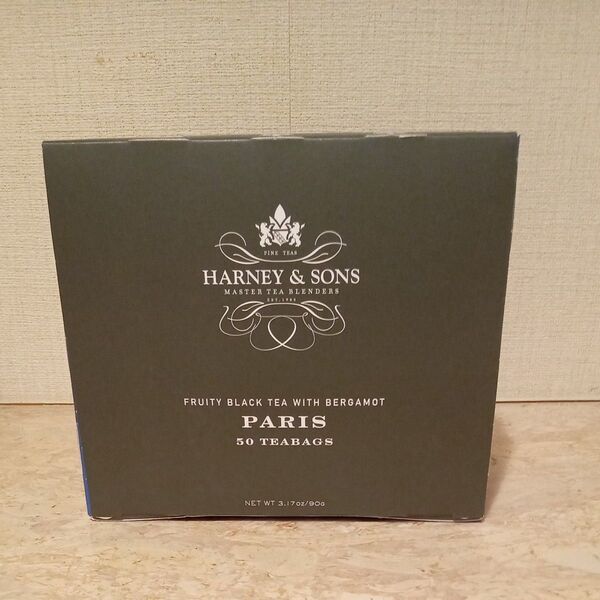 FINE TEAS
HARNEY & SONS
MASTER TEA BLENDERS
EST. 1983
FRUITY BLACK TEA WITH BERGAMOT
PARIS
50 TEABAGS
NET WT 3.17oz/90g